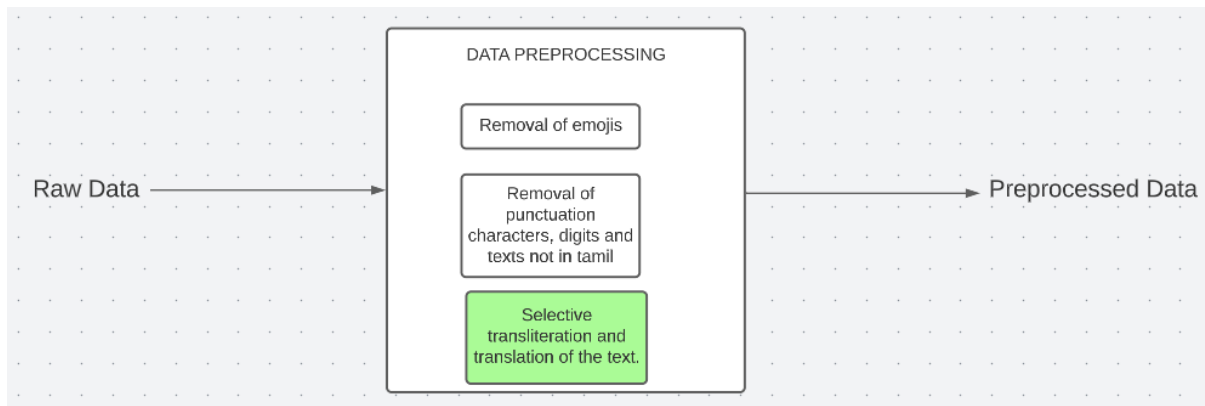 DATA PREPROCESSING
Removal of emojis
Raw Data
Removal of
punctuation
characters, digits and
texts not in tamil
Preprocessed Data
Selective
transliteration and
translation of the text.